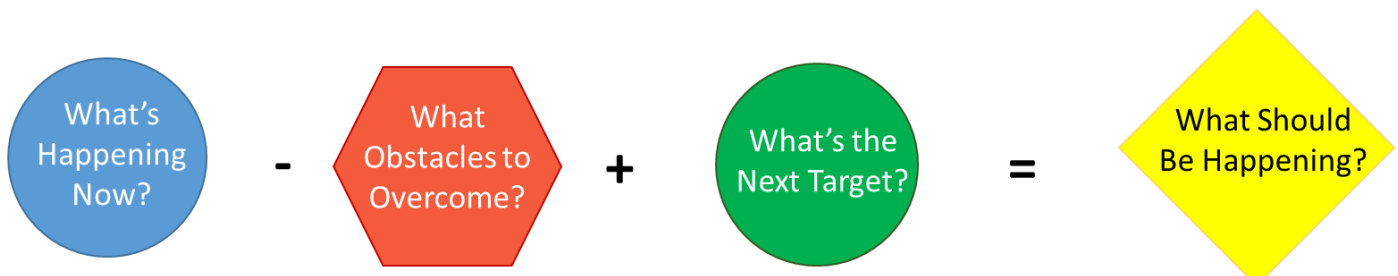 What's
Happening
Now?
-
What
Obstacles to
Overcome?
+
What's the
Next Target?
=
What Should
Be Happening?